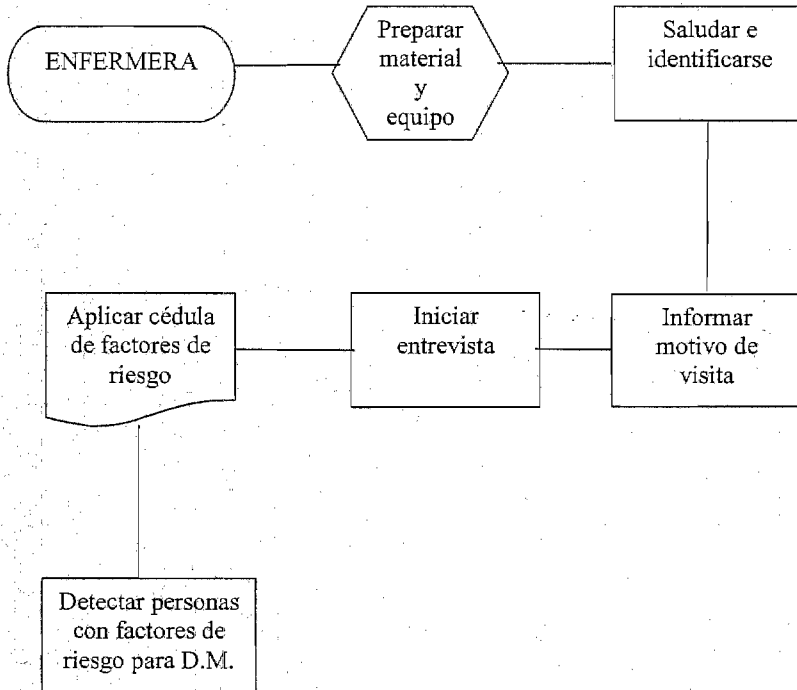 ENFERMERA
Preparar
material
y
equipo
Saludar e
identificarse
Informar
motivo de
visita
Iniciar
entrevista
Aplicar cédula
de factores de
riesgo
Detectar personas
con factores de
riesgo para D.M.